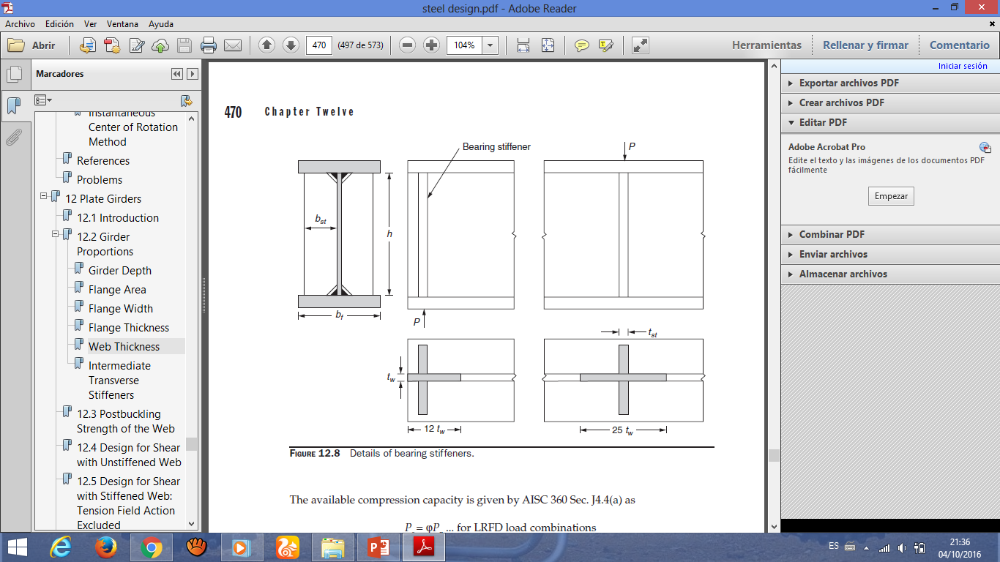 steel design.pdf - Adobe Reader
Archivo Edición Ver Ventana Ayuda
Abrir
470 (497 de 573)
104%
Herramientas Rellenar y firmar Comentario
Iniciar sesión
Marcadores
Instantaneous
Center of Rotation
Method
References
Problems
12 Plate Girders
12.1 Introduction
12.2 Girder
Proportions
Girder Depth
Flange Area
Flange Width
Flange Thickness
Web Thickness
Intermediate
Transverse
Stiffeners
12.3 Postbuckling
Strength of the Web
12.4 Design for Shear
with Unstiffened Web
12.5 Design for Shear
with Stiffened Web:
Tension Field Action
Excluded
470 Chapter Twelve
Bearing stiffener
P
bst
h
bf
P
tst
tw
12 tw
25 tw
FIGURE 12.8 Details of bearing stiffeners.
The available compression capacity is given by AISC 360 Sec. J4.4(a) as
= φP ... for LRFD load combinations
Exportar archivos PDF
Crear archivos PDF
Editar PDF
Adobe Acrobat Pro
Edite el texto y las imágenes de los documentos PDF
fácilmente
Empezar
Combinar PDF
Enviar archivos
Almacenar archivos
ES
21:36
04/10/2016